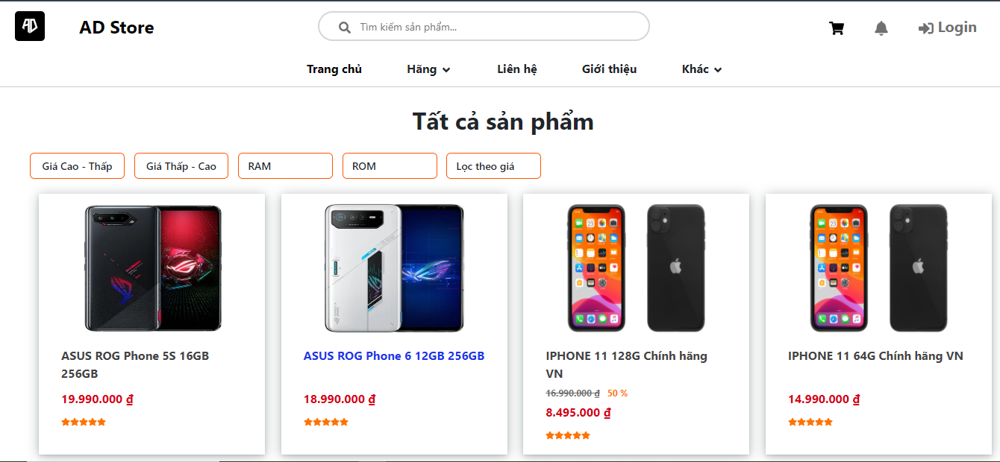 AD
AD Store
Tìm kiếm sản phẩm...
Login
Trang chủ
Hãng
Liên hệ
Giới thiệu
Khác
Tất cả sản phẩm
Giá Cao - Thấp
Giá Thấp - Cao
RAM
ROM
Lọc theo giá
ASUS ROG Phone 5S 16GB
256GB
19.990.000 ₫
ASUS ROG Phone 6 12GB 256GB
18.990.000 ₫
IPHONE 11 128G Chính hãng
VN
16.990.000 ₫ 50 %
8.495.000 ₫
IPHONE 11 64G Chính hãng VN
14.990.000 ₫